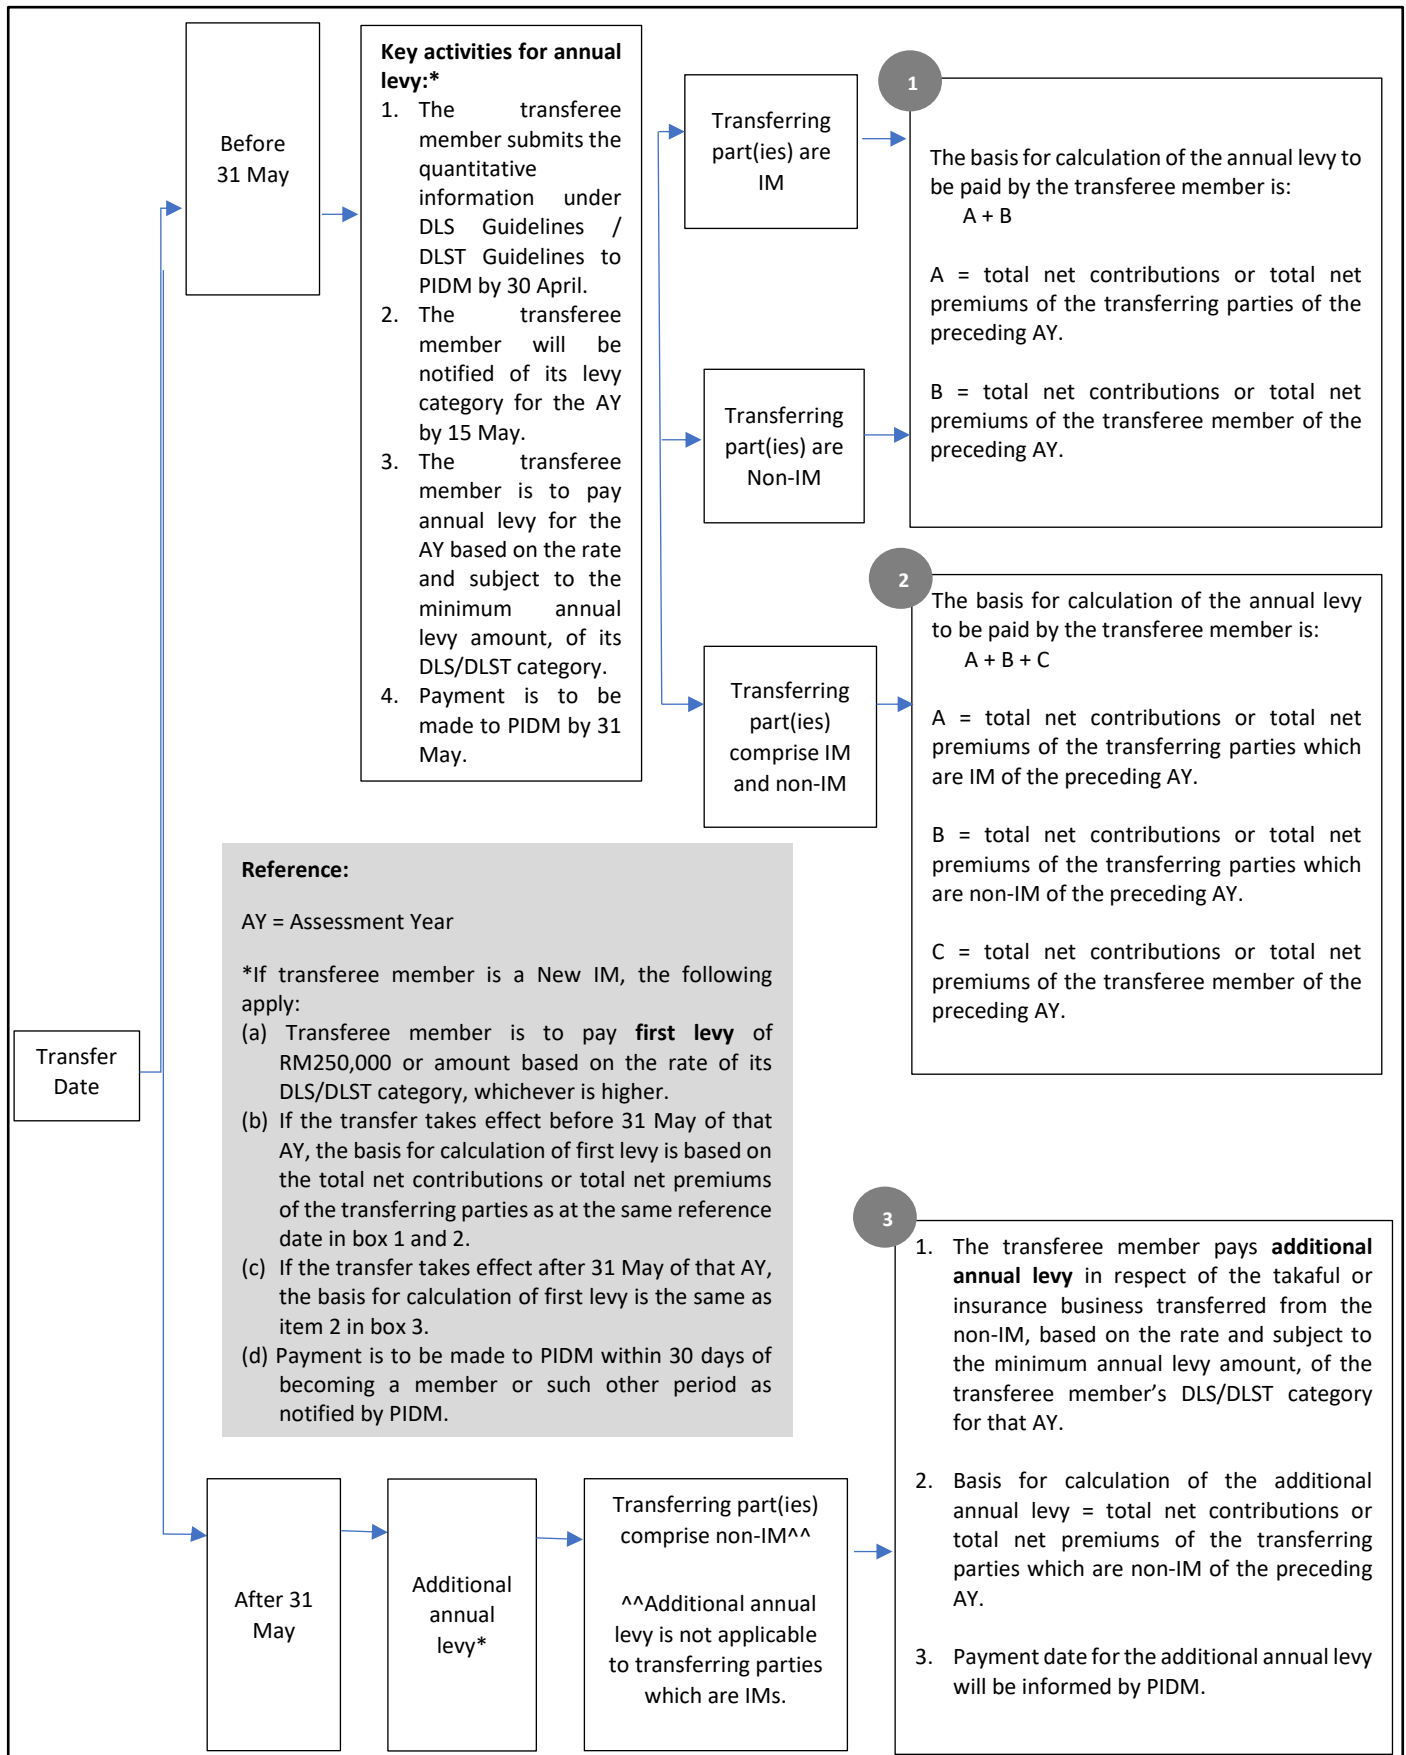 Transfer
Date
Before
31 May
Key activities for annual
levy:*
1. The transferee
member submits the
quantitative
information under
DLS Guidelines /
DLST Guidelines to
PIDM by 30 April.
2. The transferee
member will be
notified of its levy
category for the AY
by 15 May.
3. The transferee
member is to pay
annual levy for the
AY based on the rate
and subject to the
minimum annual
levy amount, of its
DLS/DLST category.
4. Payment is to be
made to PIDM by 31
May.
Transferring
part(ies) are
IM
Transferring
part(ies) are
Non-IM
Transferring
part(ies)
comprise IM
and non-IM
1
The basis for calculation of the annual levy to
be paid by the transferee member is:
A + B
A = total net contributions or total net
premiums of the transferring parties of the
preceding AY.
B = total net contributions or total net
premiums of the transferee member of the
preceding AY.
2
The basis for calculation of the annual levy
to be paid by the transferee member is:
A + B + C
A = total net contributions or total net
premiums of the transferring parties which
are IM of the preceding AY.
B = total net contributions or total net
premiums of the transferring parties which
are non-IM of the preceding AY.
C = total net contributions or total net
premiums of the transferee member of the
preceding AY.
Reference:
AY = Assessment Year
*If transferee member is a New IM, the following
apply:
(a) Transferee member is to pay first levy of
RM250,000 or amount based on the rate of its
DLS/DLST category, whichever is higher.
(b) If the transfer takes effect before 31 May of that
AY, the basis for calculation of first levy is based on
the total net contributions or total net premiums
of the transferring parties as at the same reference
date in box 1 and 2.
(c) If the transfer takes effect after 31 May of that AY,
the basis for calculation of first levy is the same as
item 2 in box 3.
(d) Payment is to be made to PIDM within 30 days of
becoming a member or such other period as
notified by PIDM.
After 31
May
Additional
annual
levy*
Transferring part(ies)
comprise non-IM^^
^^Additional annual
levy is not applicable
to transferring parties
which are IMs.
3
1. The transferee member pays additional
annual levy in respect of the takaful or
insurance business transferred from the
non-IM, based on the rate and subject to
the minimum annual levy amount, of the
transferee member's DLS/DLST category
for that AY.
2. Basis for calculation of the additional
annual levy = total net contributions or
total net premiums of the transferring
parties which are non-IM of the preceding
AY.
3. Payment date for the additional annual levy
will be informed by PIDM.